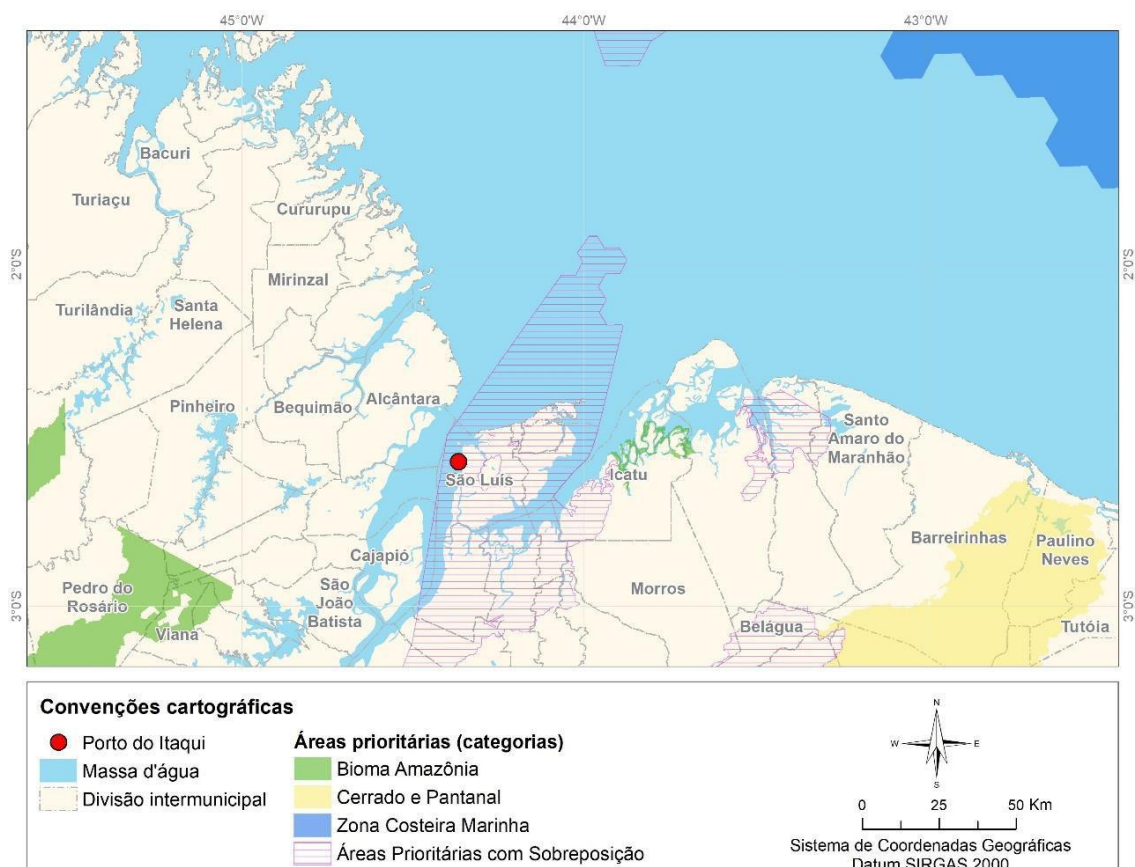 45°0'W
44°0'W
43°0'W
Bacuri
Turiaçu
Cururupu
2°0'S
2°0'S
Mirinzal
Turilândia
Santa
Helena
Pinheiro
Bequimão
Alcântara
Santo
Amaro do
Maranhão
São Luís
Icatu
Cajapió
Barreirinhas
Paulino
Neves
Pedro do
Rosário
São
João
Batista
Morros
3°0'S
3°0'S
Viana
Belágua
Tutóia
Convenções cartográficas
Porto do Itaqui
Massa d'água
Divisão intermunicipal
Áreas prioritárias (categorias)
Bioma Amazônia
Cerrado e Pantanal
Zona Costeira Marinha
Áreas Prioritárias com Sobreposição
N
W
E
S
0 25 50 Km
Sistema de Coordenadas Geográficas
Datum SIRGAS 2000